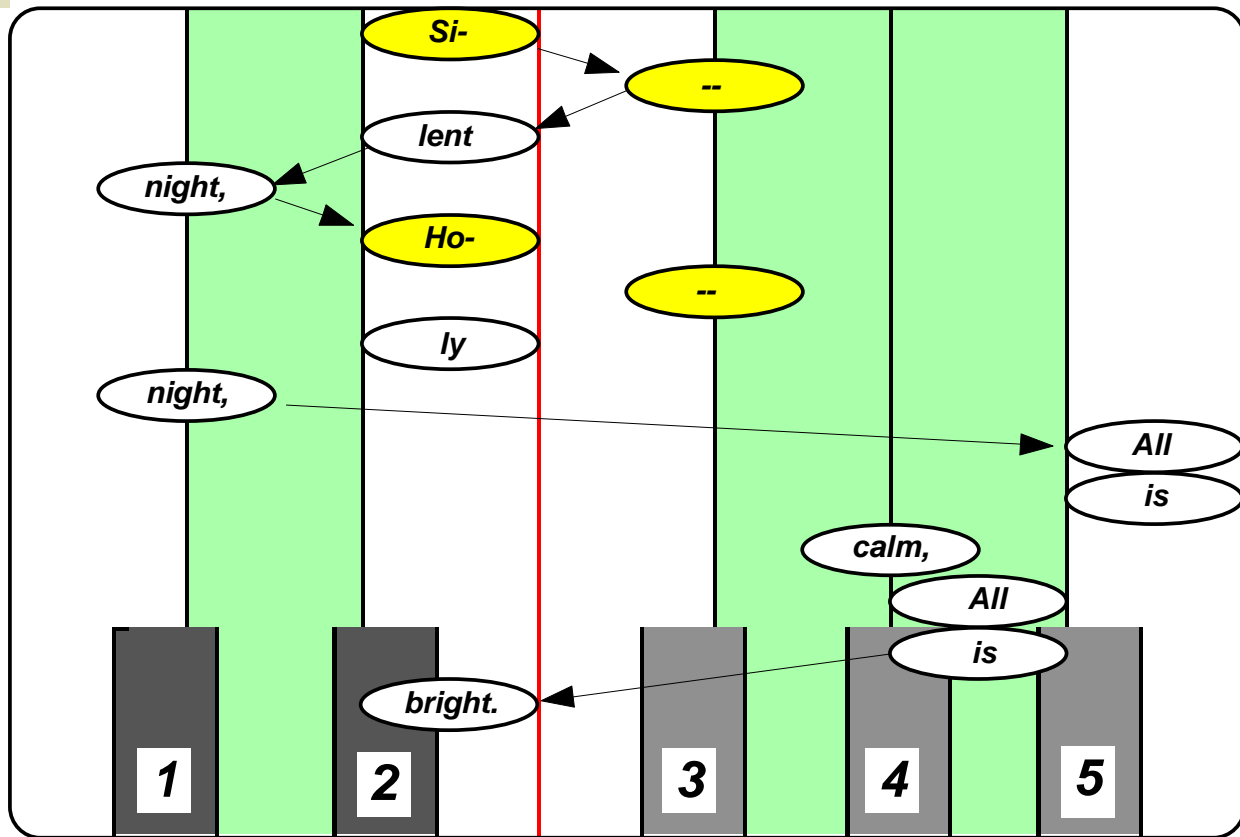 Si-
--
lent
night,
Ho-
--
ly
night,
All
is
calm,
All
is
bright.
1 2 3 4 5